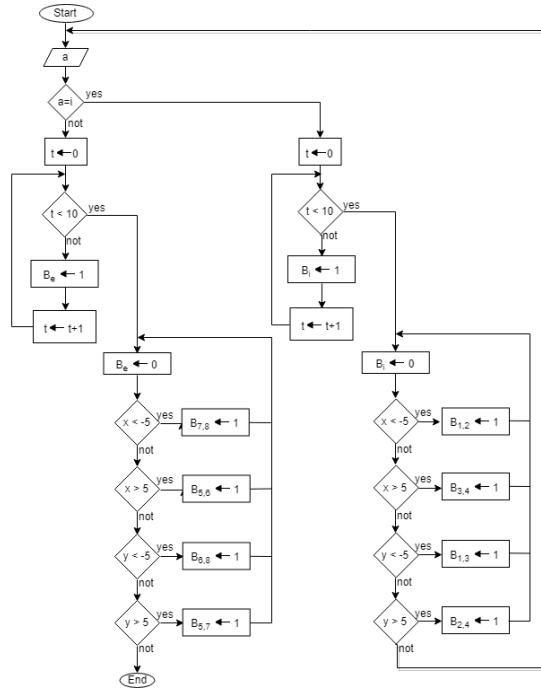 Start
a
a=i
yes
not
t ← 0
t ← 0
t < 10
yes
not
t < 10
yes
not
Bₑ ← 1
Bᵢ ← 1
t ← t+1
t ← t+1
Bₑ ← 0
Bᵢ ← 0
x < -5
yes
B₇,₈ ← 1
not
x < -5
yes
B₁,₂ ← 1
not
x > 5
yes
B₅,₆ ← 1
not
x > 5
yes
B₃,₄ ← 1
not
y < -5
yes
B₆,₈ ← 1
not
y < -5
yes
B₁,₃ ← 1
not
y > 5
yes
B₅,₇ ← 1
not
y > 5
yes
B₂,₄ ← 1
not
End